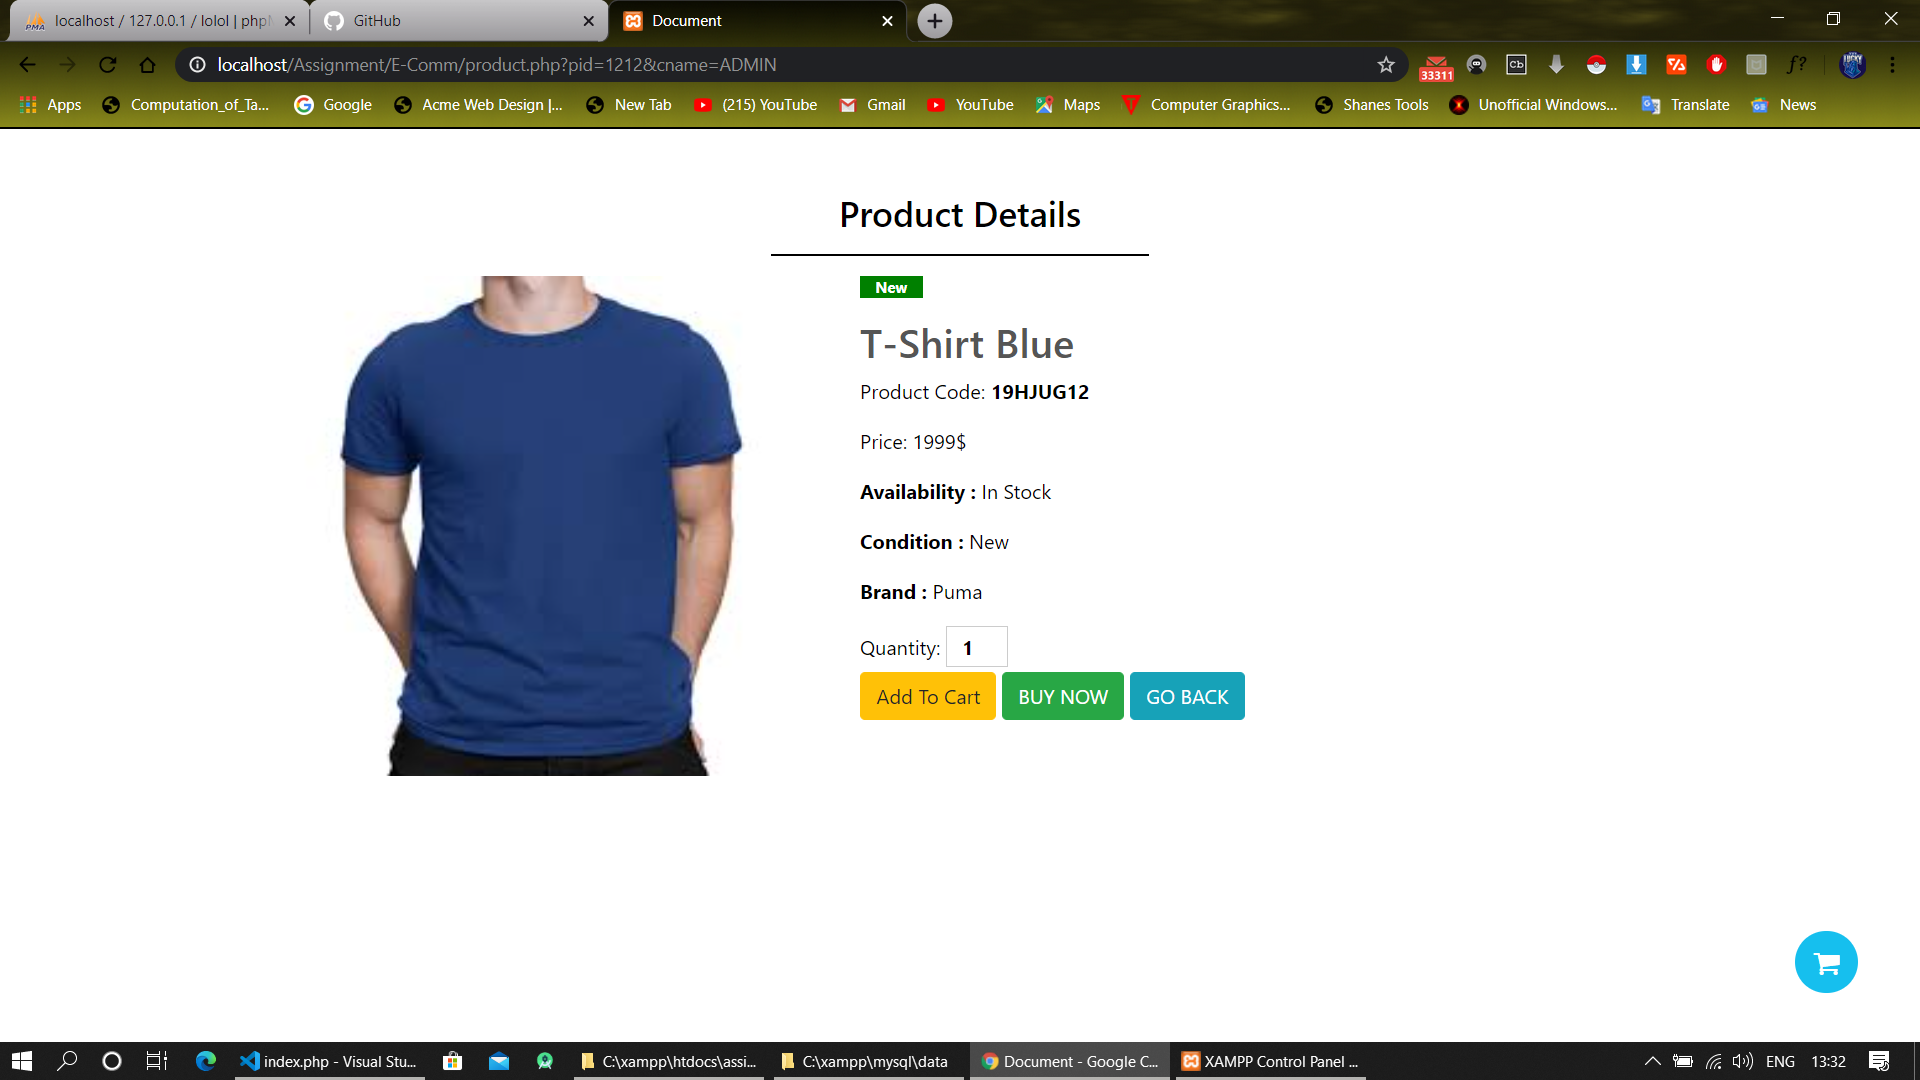 localhost / 127.0.0.1 / lolol | php
GitHub
Document
localhost/Assignment/E-Comm/product.php?pid=1212&cname=ADMIN
33311
Cb
f?
LUCKY
Apps
Computation_of_Ta...
Google
Acme Web Design |...
New Tab
(215) YouTube
Gmail
YouTube
Maps
Computer Graphics...
Shanes Tools
Unofficial Windows...
Translate
News
Product Details
New
T-Shirt Blue
Product Code: 19HJUG12
Price: 1999$
Availability : In Stock
Condition : New
Brand : Puma
Quantity: 1
Add To Cart
BUY NOW
GO BACK
index.php - Visual Stu...
C:\xampp\htdocs\assi...
C:\xampp\mysql\data
Document - Google C...
XAMPP Control Panel ...
ENG
13:32